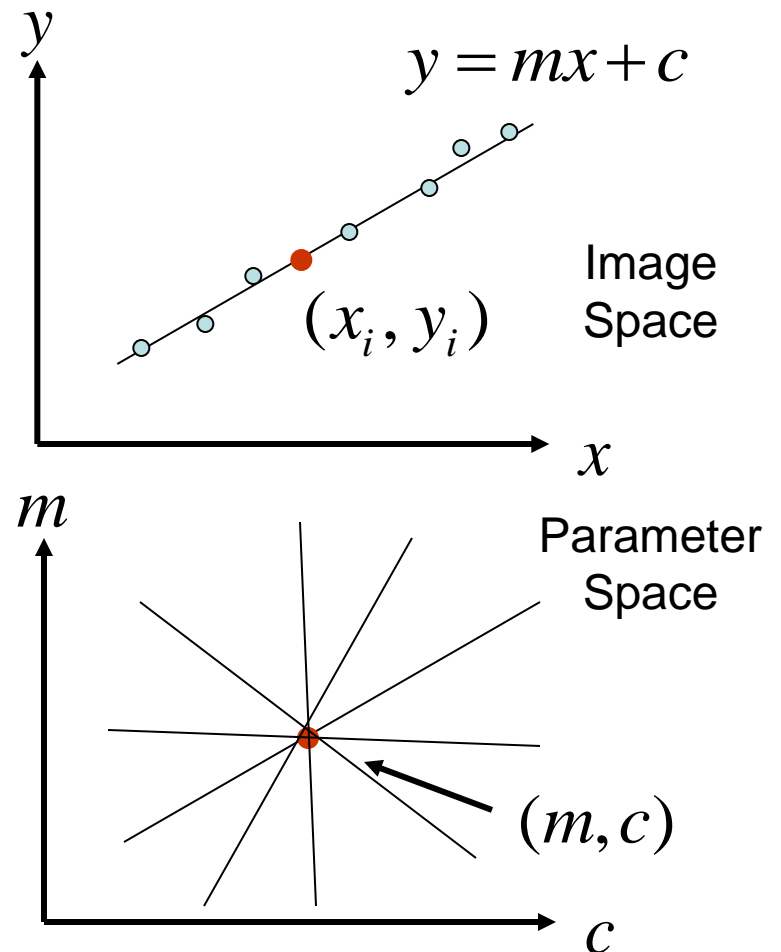 y
y = mx + c
Image
Space
(x_i, y_i)
x
m
Parameter
Space
(m, c)
c